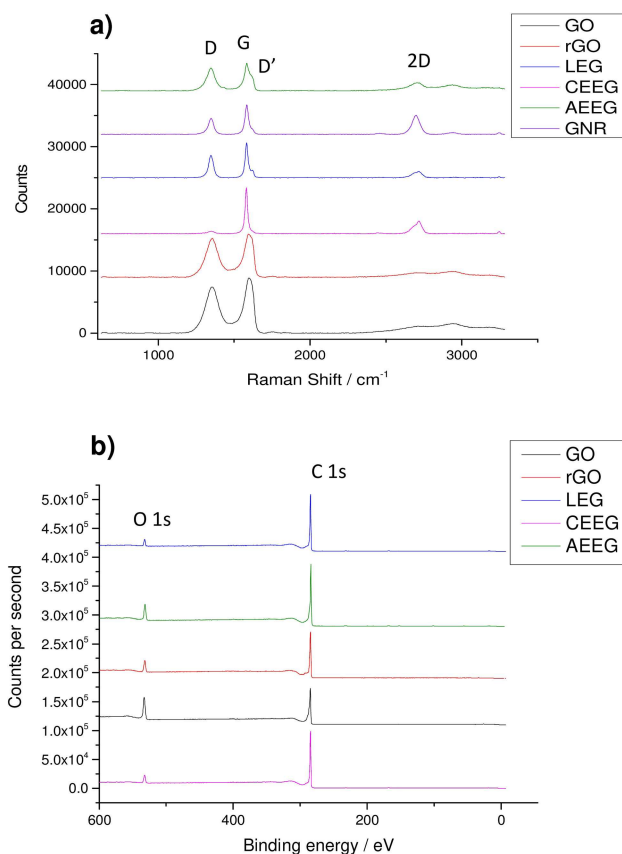 a)
D
G
D’
2D
GO
rGO
LEG
CEEG
AEEG
GNR
40000
30000
20000
10000
0
Counts
1000
2000
3000
Raman Shift / cm⁻¹
b)
C 1s
O 1s
GO
rGO
LEG
CEEG
AEEG
5.0x10⁵
4.5x10⁵
4.0x10⁵
3.5x10⁵
3.0x10⁵
2.5x10⁵
2.0x10⁵
1.5x10⁵
1.0x10⁵
5.0x10⁴
0.0
Counts per second
600
400
200
0
Binding energy / eV